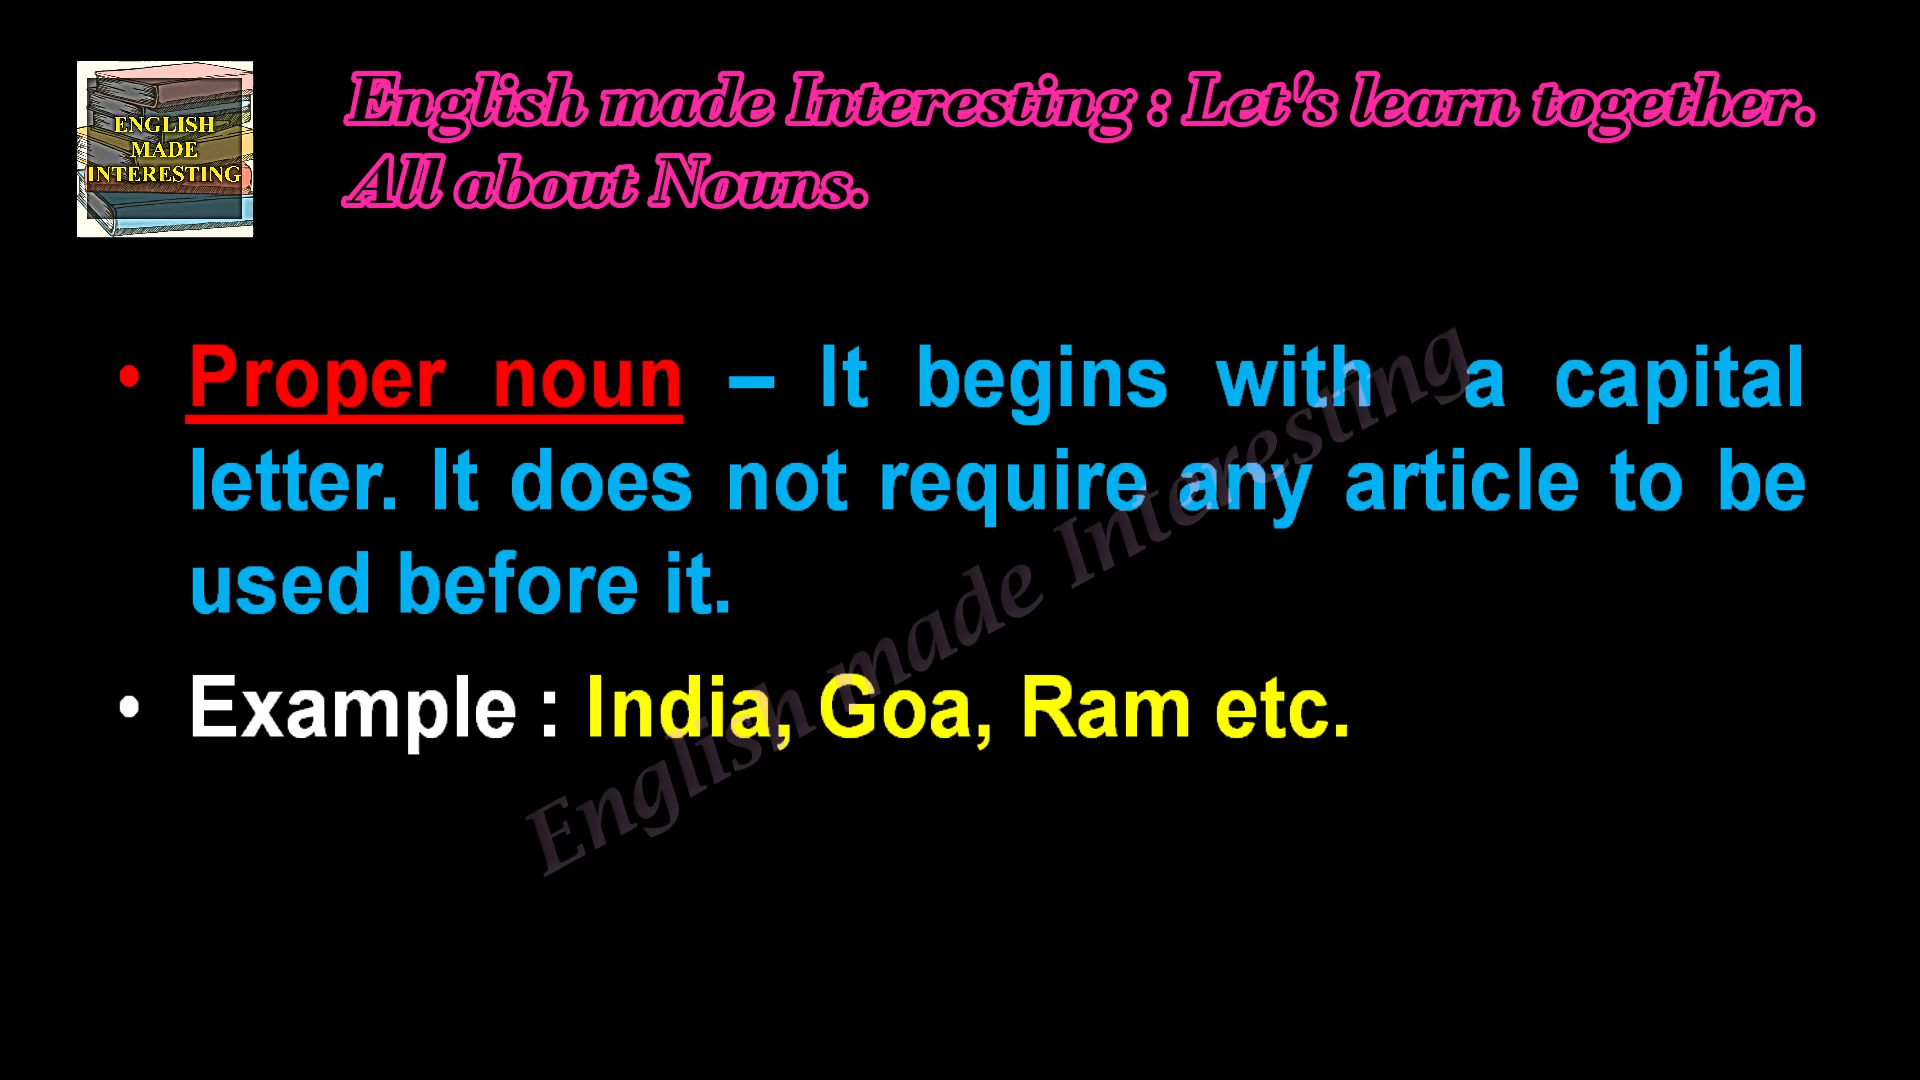 ENGLISH
MADE
INTERESTING
English made Interesting : Let's learn together.
All about Nouns.
• Proper noun – It begins with a capital
letter. It does not require any article to be
used before it.
• Example : India, Goa, Ram etc.
English made Interesting